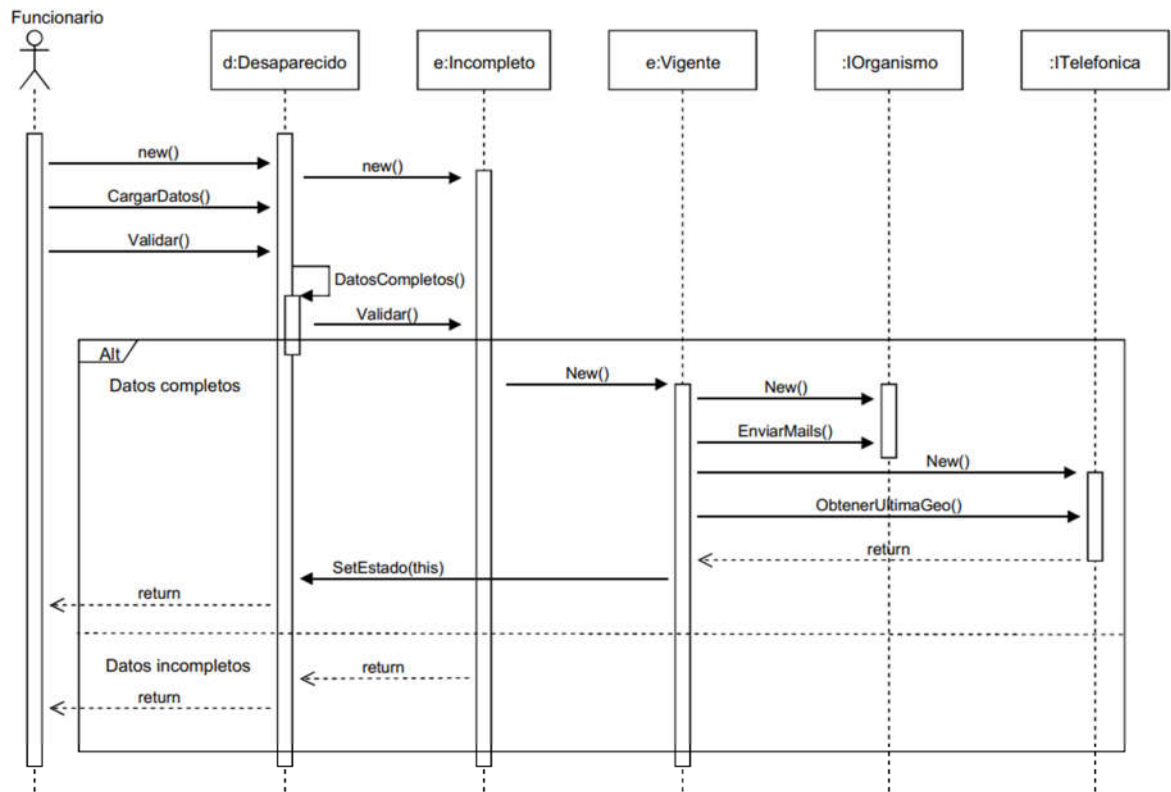 Funcionario
d:Desaparecido
e:Incompleto
e:Vigente
:IOrganismo
:ITelefonica
new()
new()
CargarDatos()
Validar()
DatosCompletos()
Validar()
Alt
Datos completos
New()
New()
EnviarMails()
New()
ObtenerUltimaGeo()
return
SetEstado(this)
return
Datos incompletos
return
return